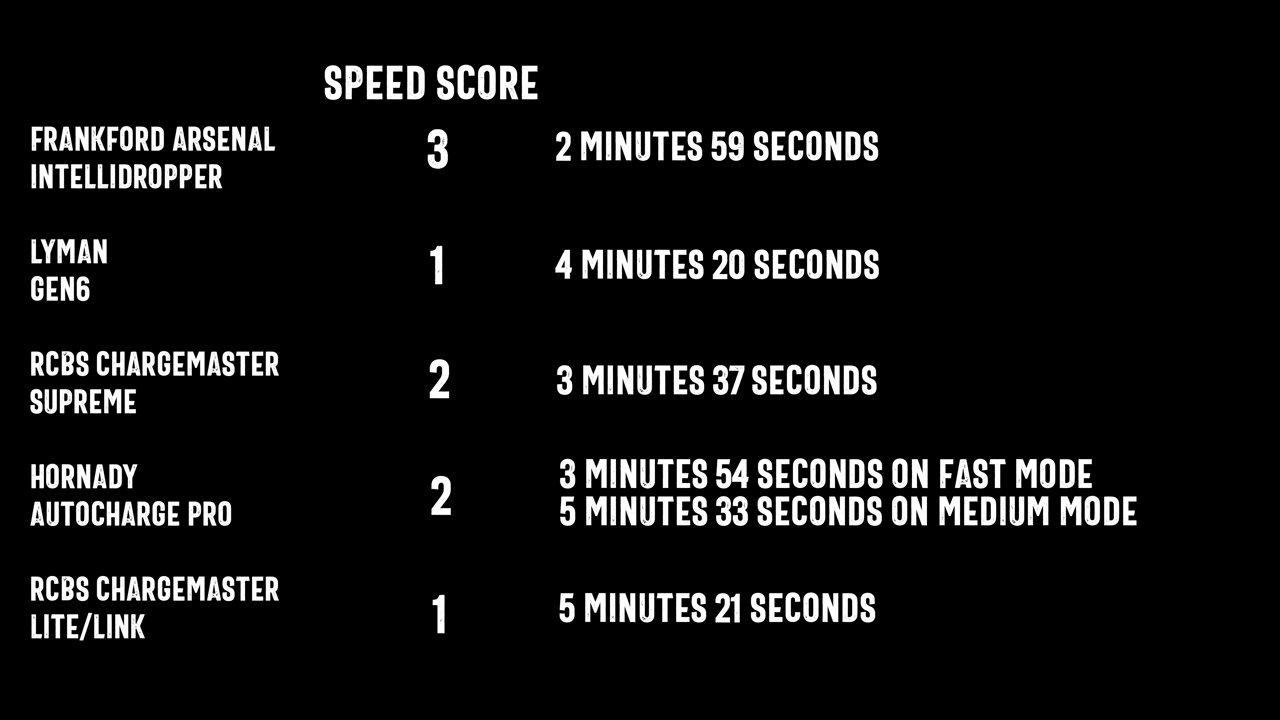 SPEED SCORE
FRANKFORD ARSENAL
INTELLIDROPPER
3
2 MINUTES 59 SECONDS
LYMAN
GEN6
1
4 MINUTES 20 SECONDS
RCBS CHARGEMASTER
SUPREME
2
3 MINUTES 37 SECONDS
HORNADY
AUTOCHARGE PRO
2
3 MINUTES 54 SECONDS ON FAST MODE
5 MINUTES 33 SECONDS ON MEDIUM MODE
RCBS CHARGEMASTER
LITE/LINK
1
5 MINUTES 21 SECONDS